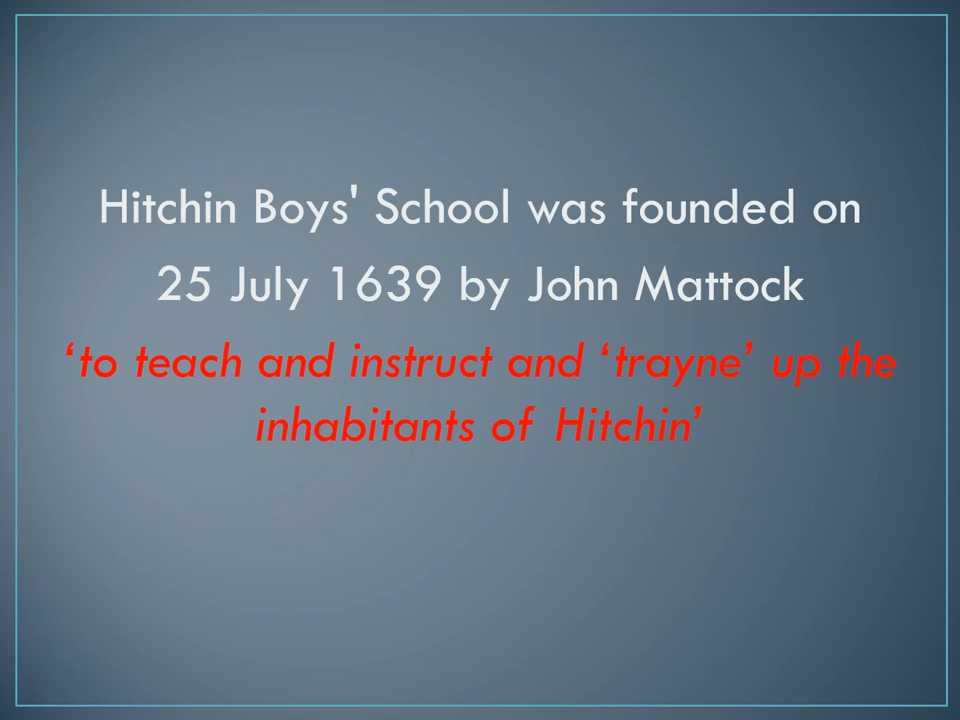 Hitchin Boys' School was founded on
25 July 1639 by John Mattock
‘to teach and instruct and ‘trayne’ up the
inhabitants of Hitchin’